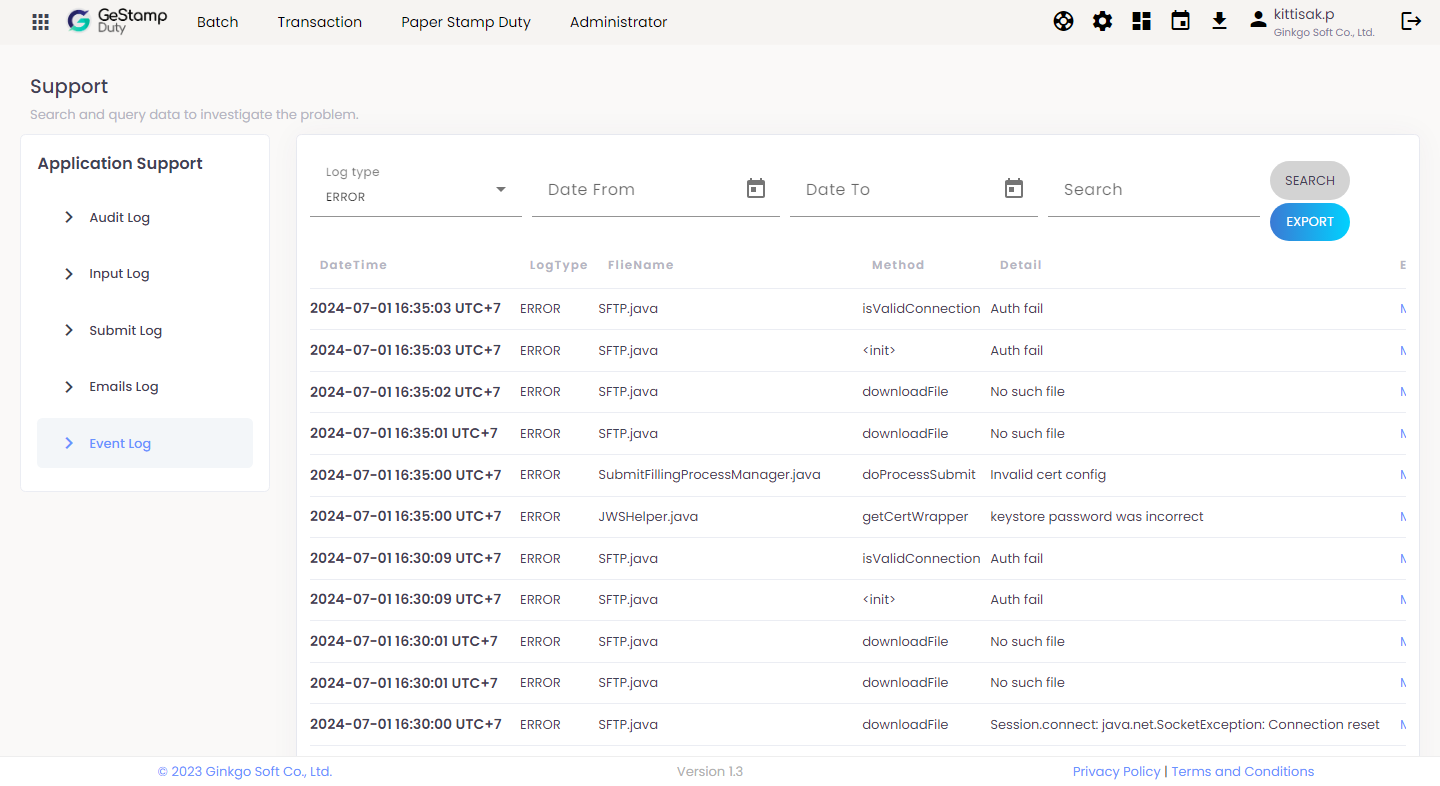 GeStamp
Duty
Batch
Transaction
Paper Stamp Duty
Administrator
kittisak.p
Ginkgo Soft Co., Ltd.
Support
Search and query data to investigate the problem.
Application Support
Audit Log
Input Log
Submit Log
Emails Log
Event Log
Log type
ERROR
Date From
Date To
Search
SEARCH
EXPORT
DateTime LogType FlieName Method Detail E
2024-07-01 16:35:03 UTC+7 ERROR SFTP.java isValidConnection Auth fail M
2024-07-01 16:35:03 UTC+7 ERROR SFTP.java <init> Auth fail M
2024-07-01 16:35:02 UTC+7 ERROR SFTP.java downloadFile No such file M
2024-07-01 16:35:01 UTC+7 ERROR SFTP.java downloadFile No such file M
2024-07-01 16:35:00 UTC+7 ERROR SubmitFillingProcessManager.java doProcessSubmit Invalid cert config M
2024-07-01 16:35:00 UTC+7 ERROR JWSHelper.java getCertWrapper keystore password was incorrect M
2024-07-01 16:30:09 UTC+7 ERROR SFTP.java isValidConnection Auth fail M
2024-07-01 16:30:09 UTC+7 ERROR SFTP.java <init> Auth fail M
2024-07-01 16:30:01 UTC+7 ERROR SFTP.java downloadFile No such file M
2024-07-01 16:30:01 UTC+7 ERROR SFTP.java downloadFile No such file M
2024-07-01 16:30:00 UTC+7 ERROR SFTP.java downloadFile Session.connect: java.net.SocketException: Connection reset M
© 2023 Ginkgo Soft Co., Ltd.
Version 1.3
Privacy Policy | Terms and Conditions